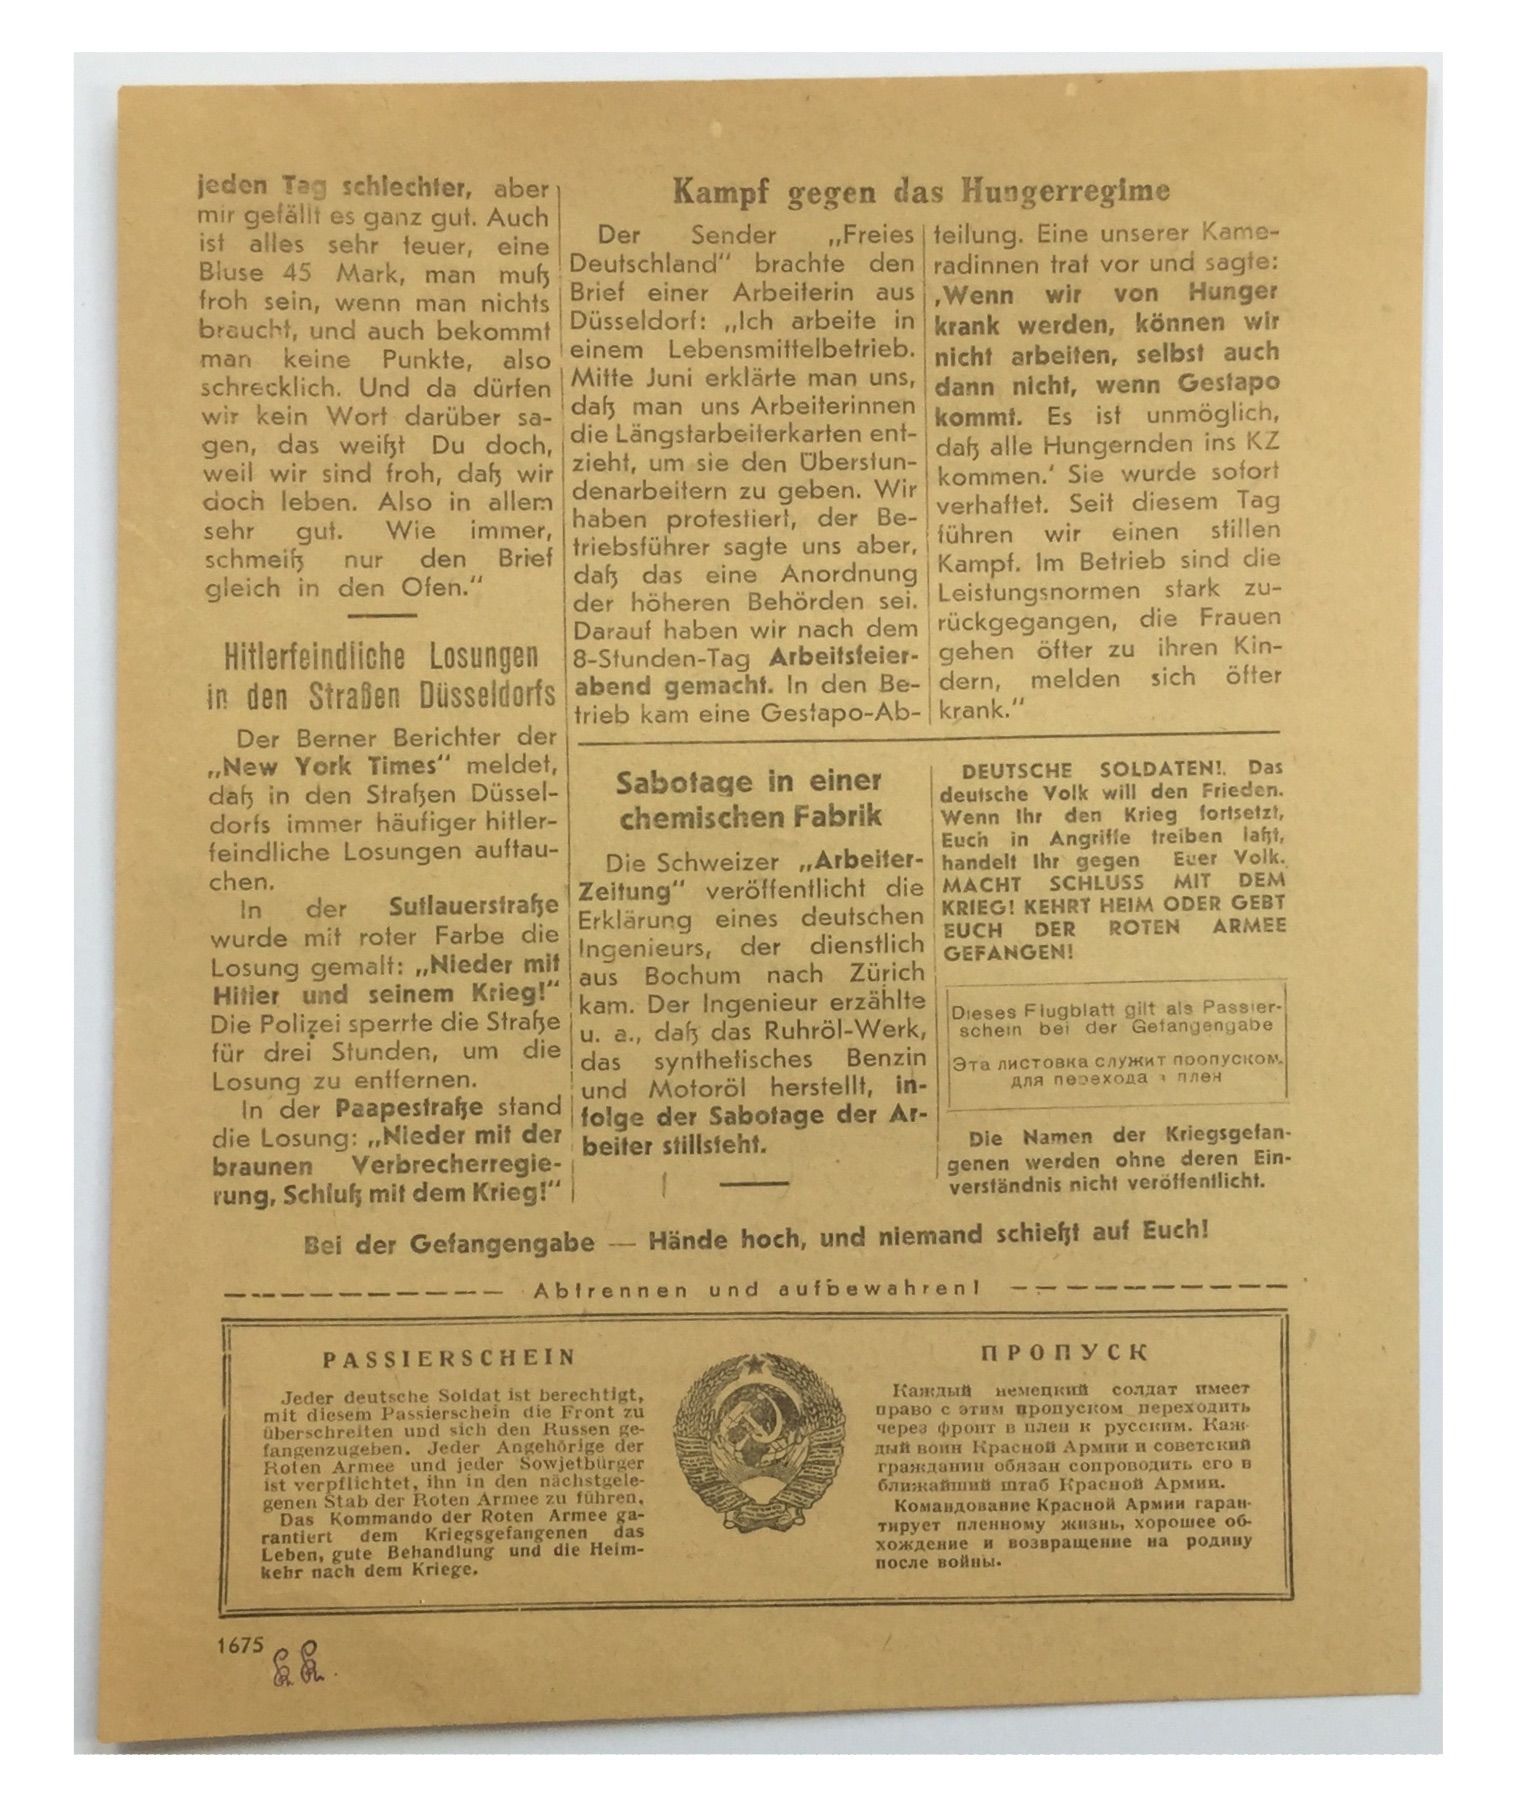 jeden Tag schlechter, aber
mir gefällt es ganz gut. Auch
ist alles sehr teuer, eine
Bluse 45 Mark, man muß
froh sein, wenn man nichts
braucht, und auch bekommt
man keine Punkte, also
schrecklich. Und da dürfen
wir kein Wort darüber sa-
gen, das weißt Du doch,
weil wir sind froh, daß wir
doch leben. Also in allem
sehr gut. Wie immer,
schmeiß nur den Brief
gleich in den Ofen.“
Hitlerfeindliche Losungen
in den Straßen Düsseldorfs
Der Berner Berichter der
„New York Times“ meldet,
daß in den Straßen Düssel-
dorfs immer häufiger hitler-
feindliche Losungen auftau-
chen.
In der Sutlauerstraße
wurde mit roter Farbe die
Losung gemalt: „Nieder mit
Hitler und seinem Krieg!“
Die Polizei sperrte die Straße
für drei Stunden, um die
Losung zu entfernen.
In der Paapestraße stand
die Losung: „Nieder mit der
braunen Verbrecherregie-
rung, Schluß mit dem Krieg!“
Kampf gegen das Hungerregime
Der Sender „Freies
Deutschland“ brachte den
Brief einer Arbeiterin aus
Düsseldorf: „Ich arbeite in
einem Lebensmittelbetrieb.
Mitte Juni erklärte man uns,
daß man uns Arbeiterinnen
die Längstarbeiterkarten ent-
zieht, um sie den Überstun-
denarbeitern zu geben. Wir
haben protestiert, der Be-
triebsführer sagte uns aber,
daß das eine Anordnung
der höheren Behörden sei.
Darauf haben wir nach dem
8-Stunden-Tag Arbeitsfeier-
abend gemacht. In den Be-
trieb kam eine Gestapo-Ab-
teilung. Eine unserer Kame-
radinnen trat vor und sagte:
‚Wenn wir von Hunger
krank werden, können wir
nicht arbeiten, selbst auch
dann nicht, wenn Gestapo
kommt. Es ist unmöglich,
daß alle Hungernden ins KZ
kommen.‘ Sie wurde sofort
verhaftet. Seit diesem Tag
führen wir einen stillen
Kampf. Im Betrieb sind die
Leistungsnormen stark zu-
rückgegangen, die Frauen
gehen öfter zu ihren Kin-
dern, melden sich öfter
krank.“
Sabotage in einer
chemischen Fabrik
Die Schweizer „Arbeiter-
Zeitung“ veröffentlicht die
Erklärung eines deutschen
Ingenieurs, der dienstlich
aus Bochum nach Zürich
kam. Der Ingenieur erzählte
u. a., daß das Ruhröl-Werk,
das synthetisches Benzin
und Motoröl herstellt, in-
folge der Sabotage der Ar-
beiter stillsteht.
DEUTSCHE SOLDATEN!. Das
deutsche Volk will den Frieden.
Wenn Ihr den Krieg fortsetzt,
Euch in Angriffe treiben laßt,
handelt Ihr gegen Euer Volk.
MACHT SCHLUSS MIT DEM
KRIEG! KEHRT HEIM ODER GEBT
EUCH DER ROTEN ARMEE
GEFANGEN!
Dieses Flugblatt gilt als Passier-
schein bei der Gefangengabe
Эта листовка служит пропуском
для перехода в плен
Die Namen der Kriegsgefan-
genen werden ohne deren Ein-
verständnis nicht veröffentlicht.
Bei der Gefangengabe — Hände hoch, und niemand schießt auf Euch!
Abtrennen und aufbewahren!
PASSIERSCHEIN
Jeder deutsche Soldat ist berechtigt,
mit diesem Passierschein die Front zu
überschreiten und sich den Russen ge-
fangenzugeben. Jeder Angehörige der
Roten Armee und jeder Sowjetbürger
ist verpflichtet, ihn in den nächstgele-
genen Stab der Roten Armee zu führen.
Das Kommando der Roten Armee ga-
rantiert dem Kriegsgefangenen das
Leben, gute Behandlung und die Heim-
kehr nach dem Kriege.
ПРОПУСК
Каждый немецкий солдат имеет
право с этим пропуском переходить
через фронт в плен к русским. Каж-
дый воин Красной Армии и советский
гражданин обязан сопроводить его в
ближайший штаб Красной Армии.
Командование Красной Армии гаран-
тирует пленному жизнь, хорошее об-
хождение и возвращение на родину
после войны.
1675